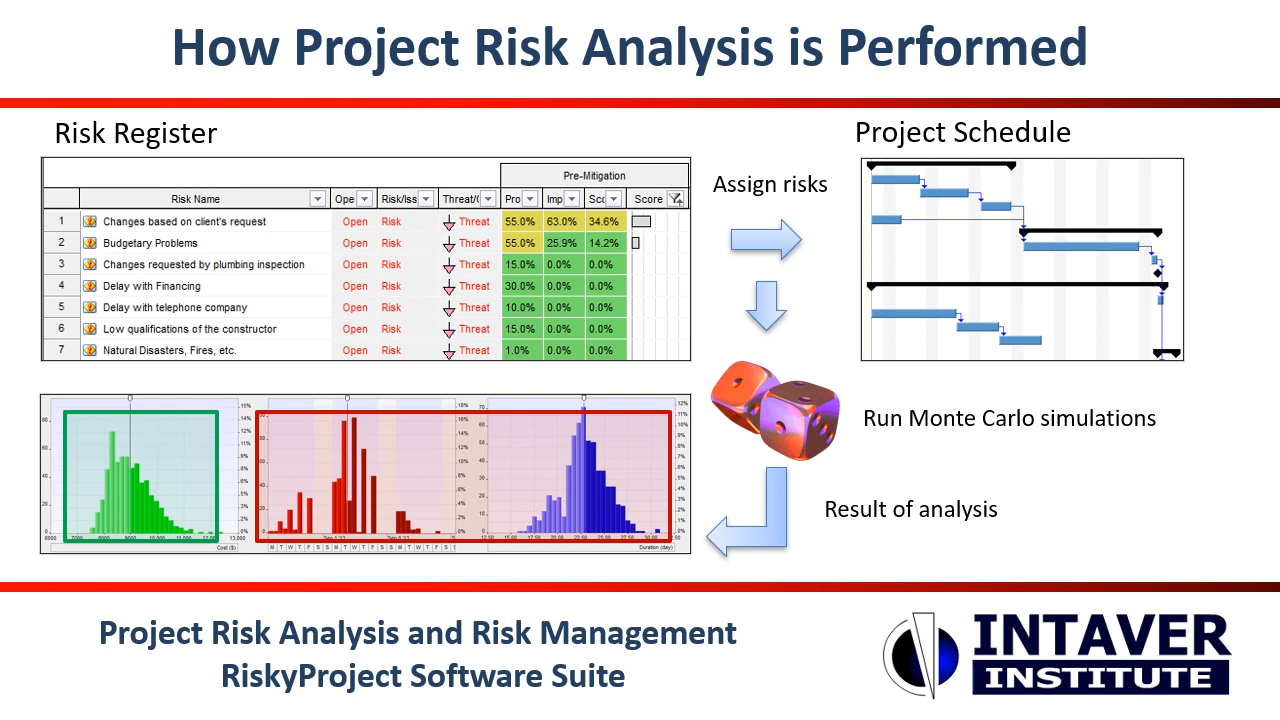 How Project Risk Analysis is Performed
Risk Register
Project Schedule
Pre-Mitigation
Risk Name Ope Risk/Iss Threat/( Pro Imp Sco Score
1 Changes based on client's request Open Risk Threat 55.0% 63.0% 34.6%
2 Budgetary Problems Open Risk Threat 55.0% 25.9% 14.2%
3 Changes requested by plumbing inspection Open Risk Threat 15.0% 0.0% 0.0%
4 Delay with Financing Open Risk Threat 30.0% 0.0% 0.0%
5 Delay with telephone company Open Risk Threat 10.0% 0.0% 0.0%
6 Low qualifications of the constructor Open Risk Threat 15.0% 0.0% 0.0%
7 Natural Disasters, Fires, etc. Open Risk Threat 1.0% 0.0% 0.0%
Assign risks
Run Monte Carlo simulations
Result of analysis
Cost ($)
M T W T F S S M T W T F S S M T W T F S
Duration (day)
Project Risk Analysis and Risk Management
RiskyProject Software Suite
INTAVER
INSTITUTE